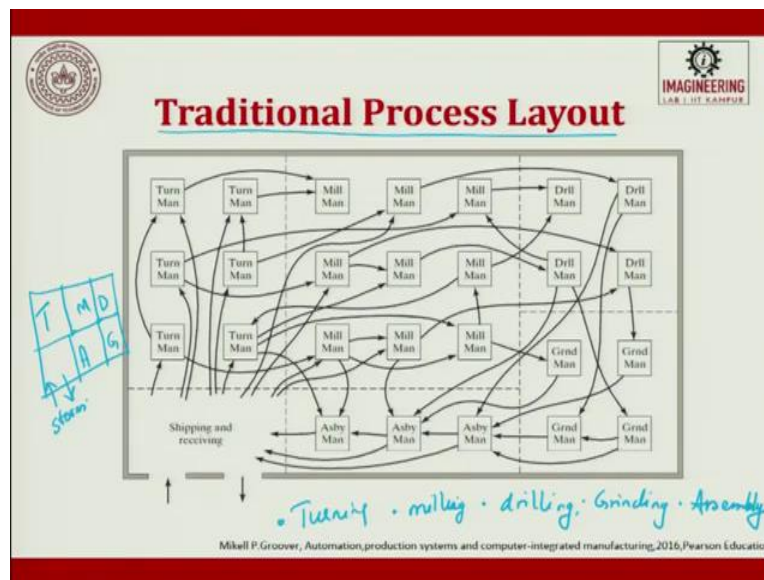 IMAGINEERING
LAB | IIT KANPUR
Traditional Process Layout
Turn Man Turn Man Mill Man Mill Man Mill Man Drll Man Drll Man
Turn Man Turn Man Mill Man Mill Man Mill Man Drll Man Drll Man
Turn Man Turn Man Mill Man Mill Man Mill Man Grnd Man Grnd Man
T M D
A G
Shipping and
receiving
Asby Man Asby Man Asby Man Grnd Man Grnd Man
• Turning • milling • drilling, • Grinding • Assembly
Mikell P.Groover, Automation,production systems and computer-integrated manufacturing,2016,Pearson Educatio